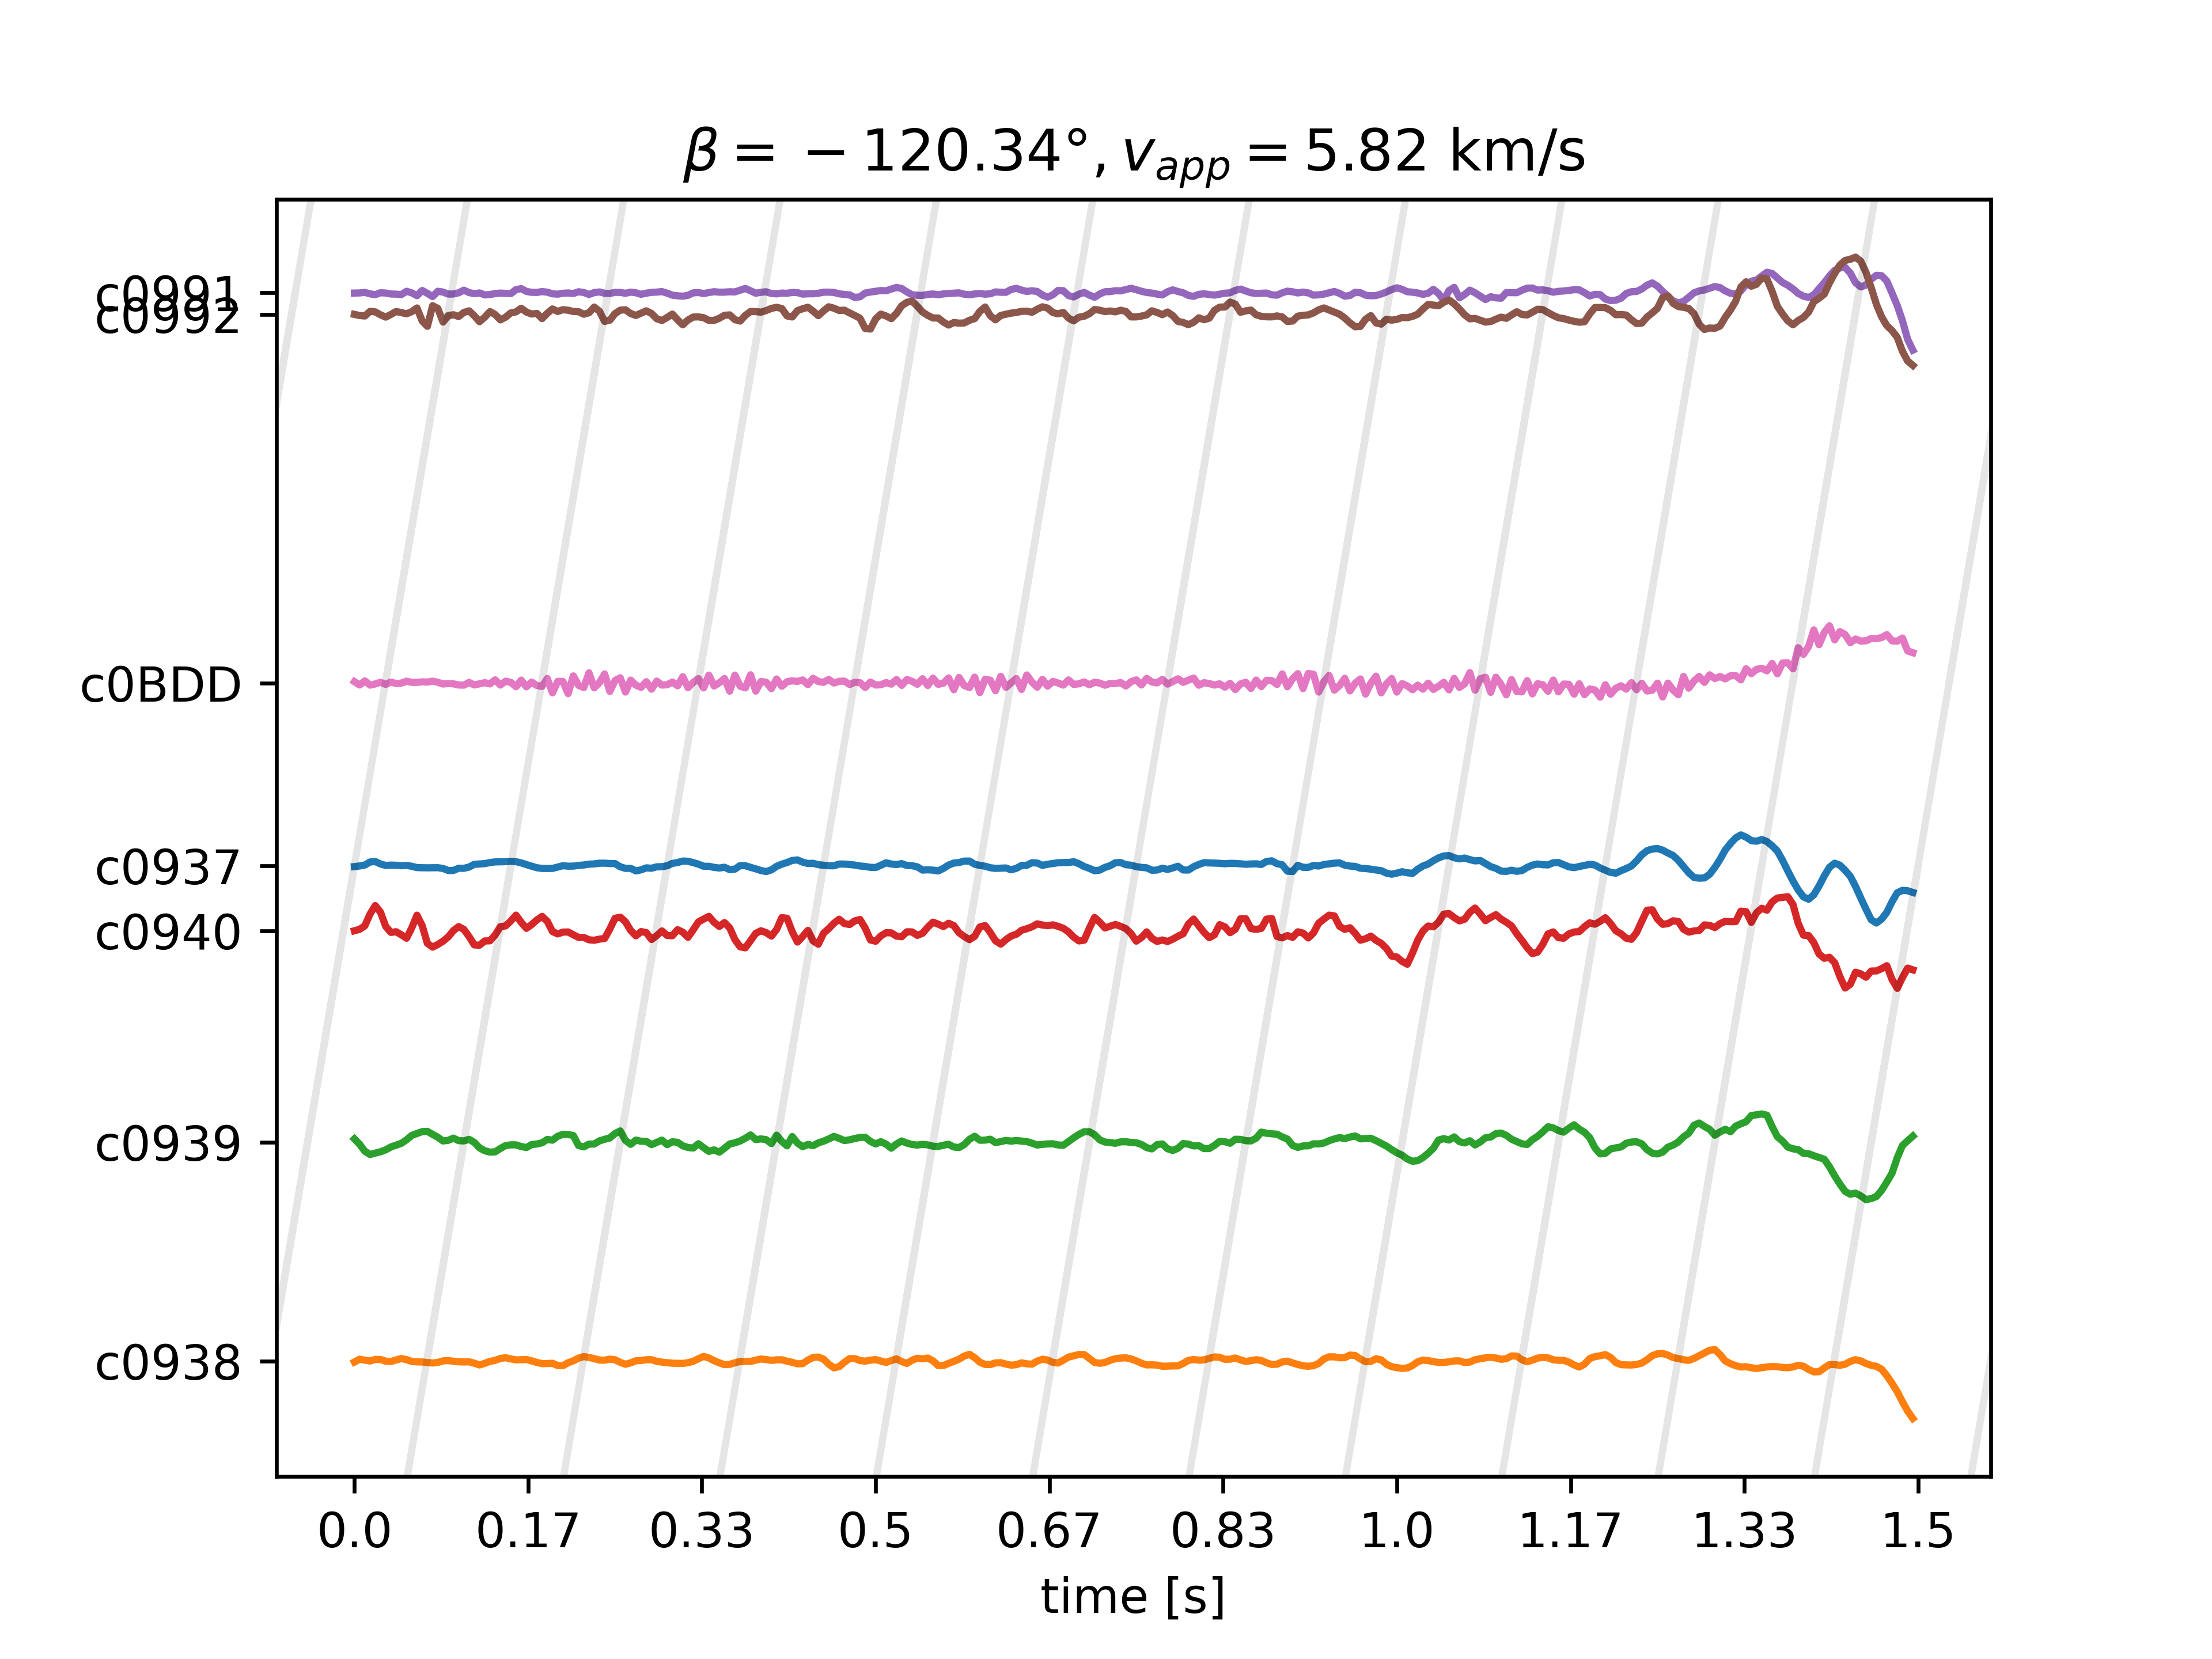 β = −120.34°, v_app = 5.82 km/s
c0991
c0992
c0BDD
c0937
c0940
c0939
c0938
0.0 0.17 0.33 0.5 0.67 0.83 1.0 1.17 1.33 1.5
time [s]